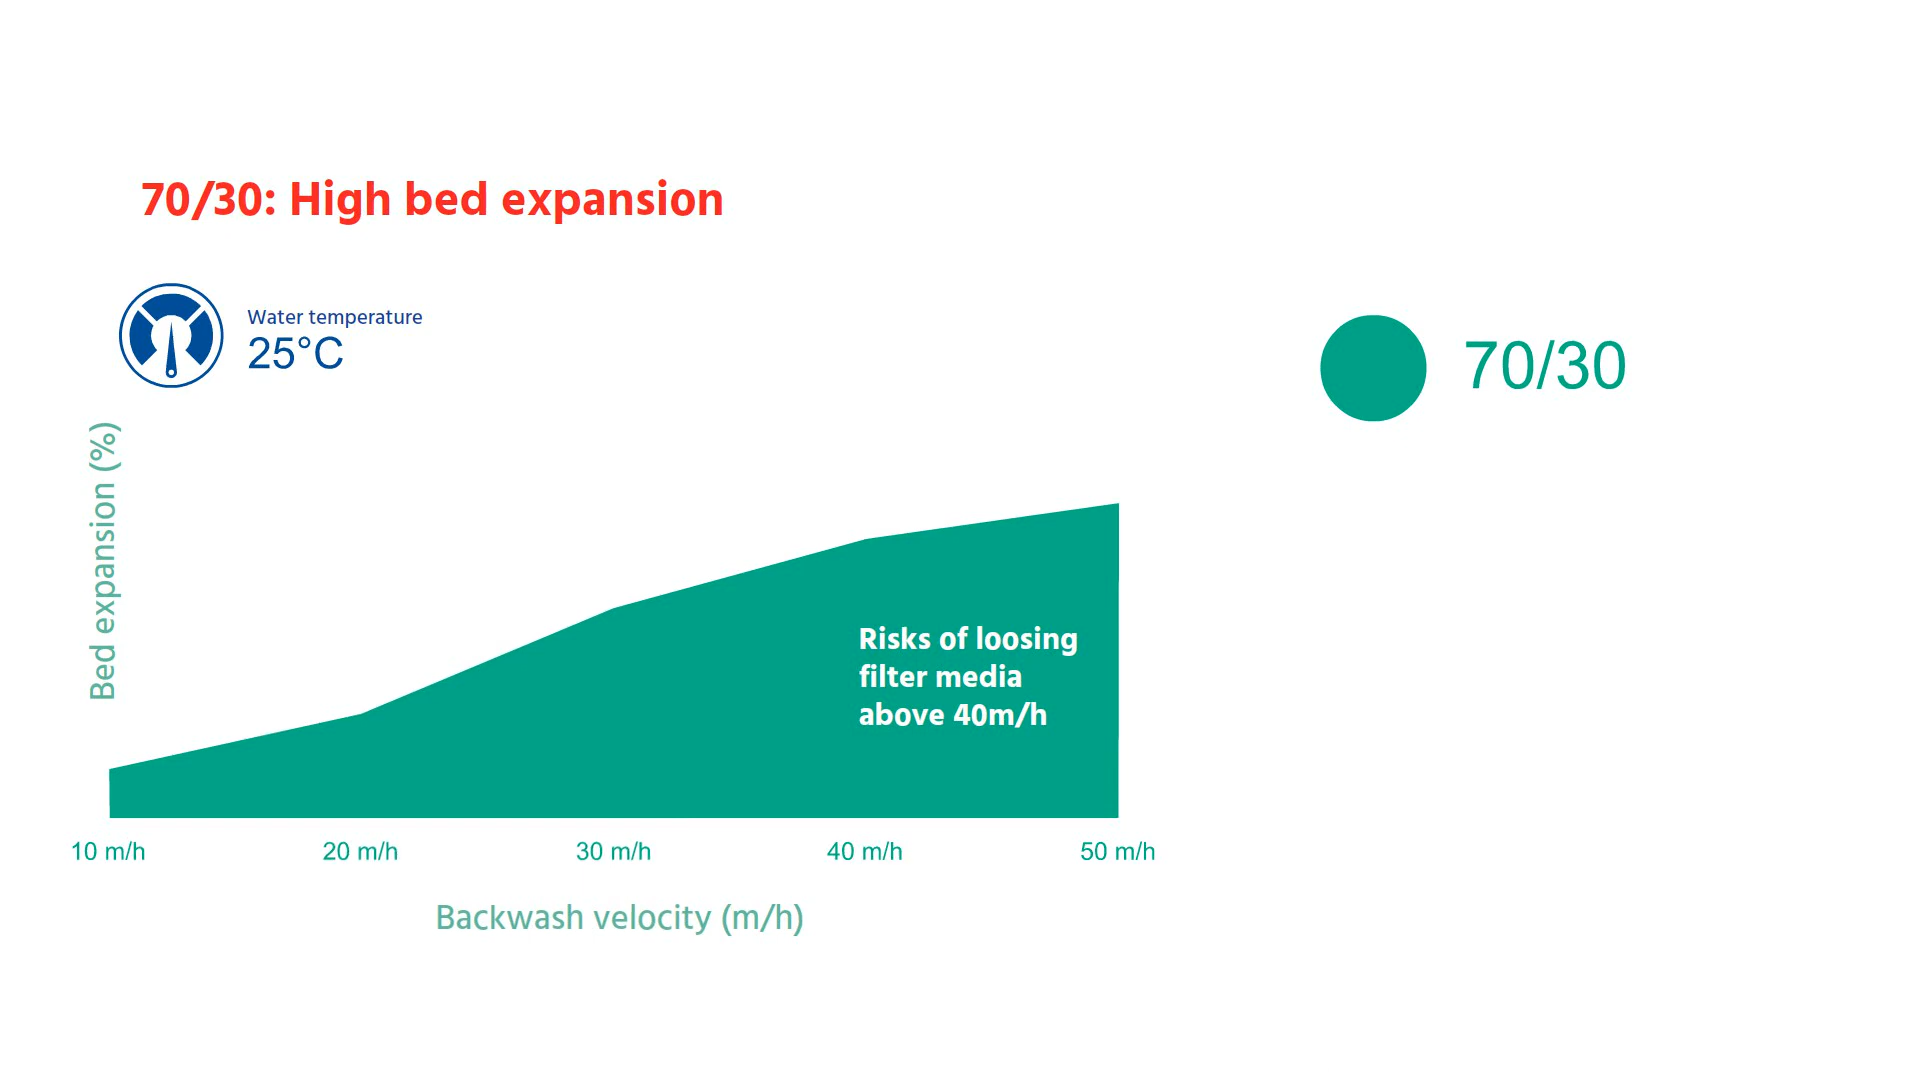 70/30: High bed expansion
Water temperature
25°C
70/30
Bed expansion (%)
Risks of loosing
filter media
above 40m/h
10 m/h
20 m/h
30 m/h
40 m/h
50 m/h
Backwash velocity (m/h)